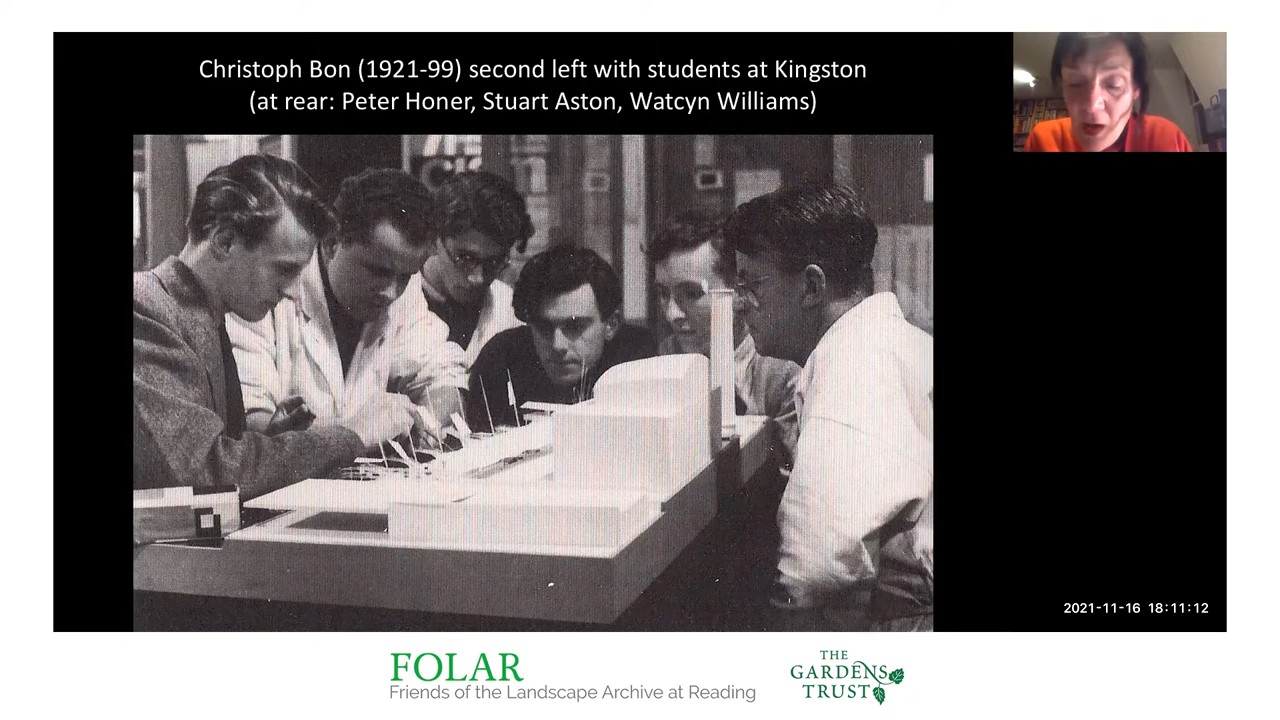 Christoph Bon (1921-99) second left with students at Kingston
(at rear: Peter Honer, Stuart Aston, Watcyn Williams)
2021-11-16 18:11:12
FOLAR
Friends of the Landscape Archive at Reading
THE
GARDENS
TRUST